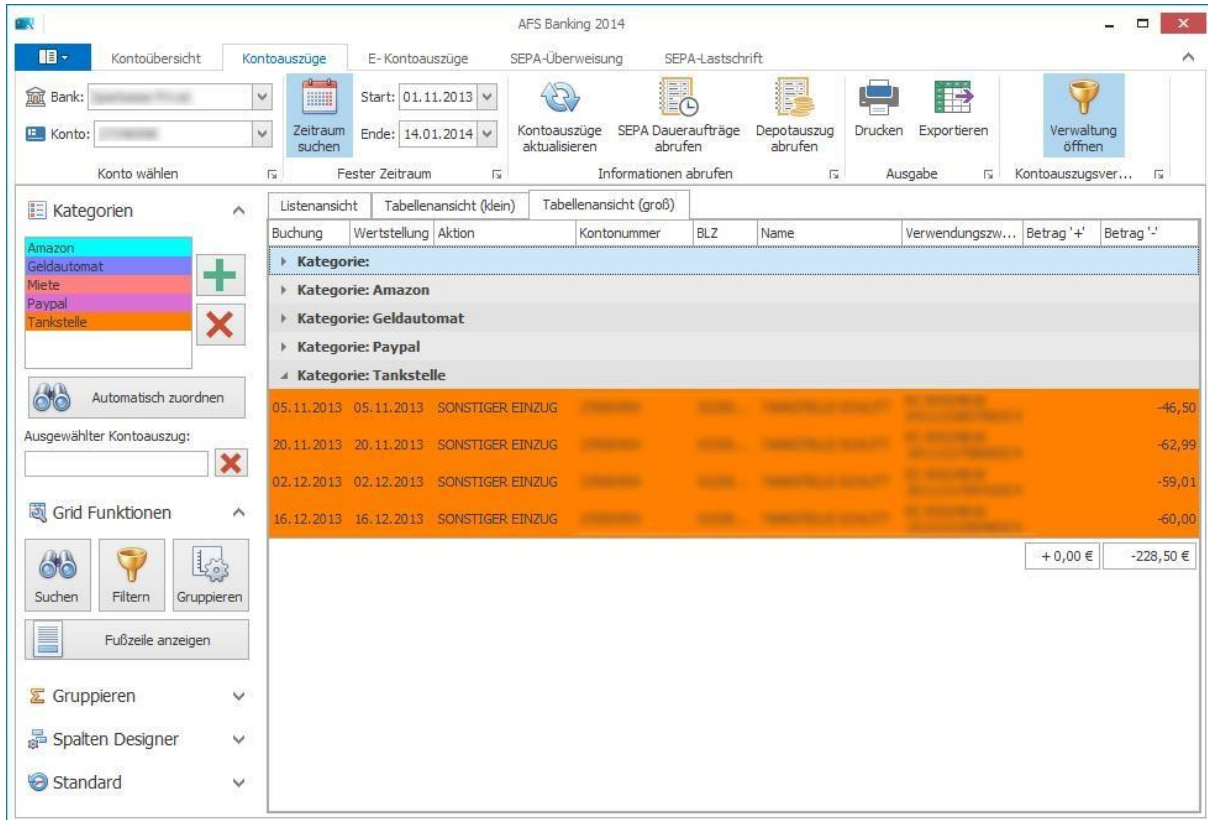 AFS Banking 2014
Kontoübersicht Kontoauszüge E- Kontoauszüge SEPA-Überweisung SEPA-Lastschrift
Bank:
Konto:
Konto wählen
Zeitraum
suchen
Start: 01.11.2013
Ende: 14.01.2014
Fester Zeitraum
Kontoauszüge
aktualisieren
SEPA Daueraufträge
abrufen
Depotauszug
abrufen
Informationen abrufen
Drucken Exportieren
Ausgabe
Verwaltung
öffnen
Kontoauszugsver...
Kategorien
Amazon
Geldautomat
Miete
Paypal
Tankstelle
Automatisch zuordnen
Ausgewählter Kontoauszug:
Grid Funktionen
Suchen Filtern Gruppieren
Fußzeile anzeigen
Gruppieren
Spalten Designer
Standard
Listenansicht Tabellenansicht (klein) Tabellenansicht (groß)
Buchung Wertstellung Aktion Kontonummer BLZ Name Verwendungszw... Betrag '+' Betrag '-'
Kategorie:
Kategorie: Amazon
Kategorie: Geldautomat
Kategorie: Paypal
Kategorie: Tankstelle
05.11.2013 05.11.2013 SONSTIGER EINZUG -46,50
20.11.2013 20.11.2013 SONSTIGER EINZUG -62,99
02.12.2013 02.12.2013 SONSTIGER EINZUG -59,01
16.12.2013 16.12.2013 SONSTIGER EINZUG -60,00
+ 0,00 € -228,50 €